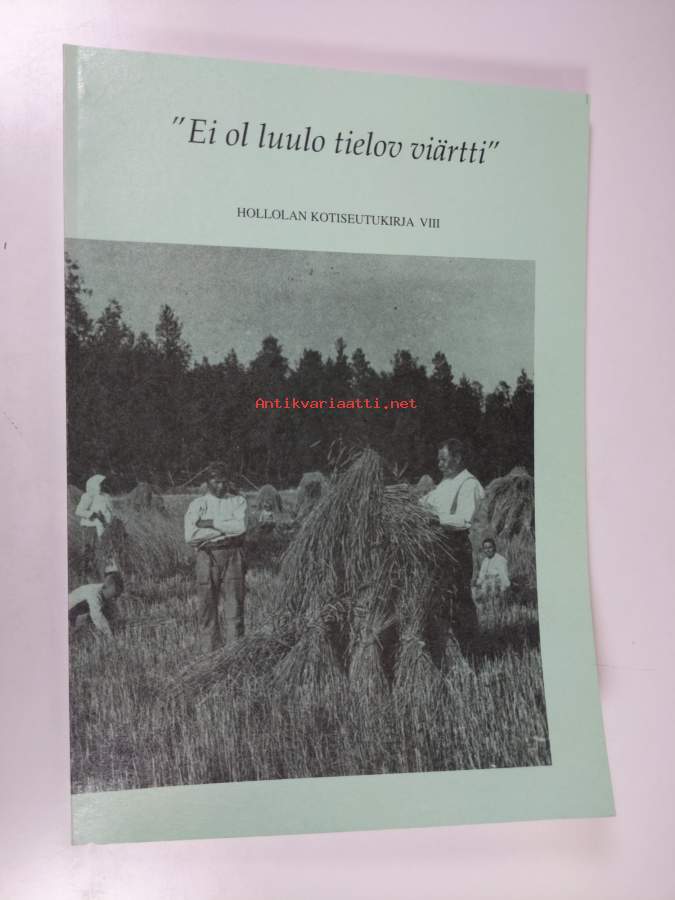 "Ei ol luulo tielov viärtti"
HOLLOLAN KOTISEUTUKIRJA VIII
Antikvariaatti.net